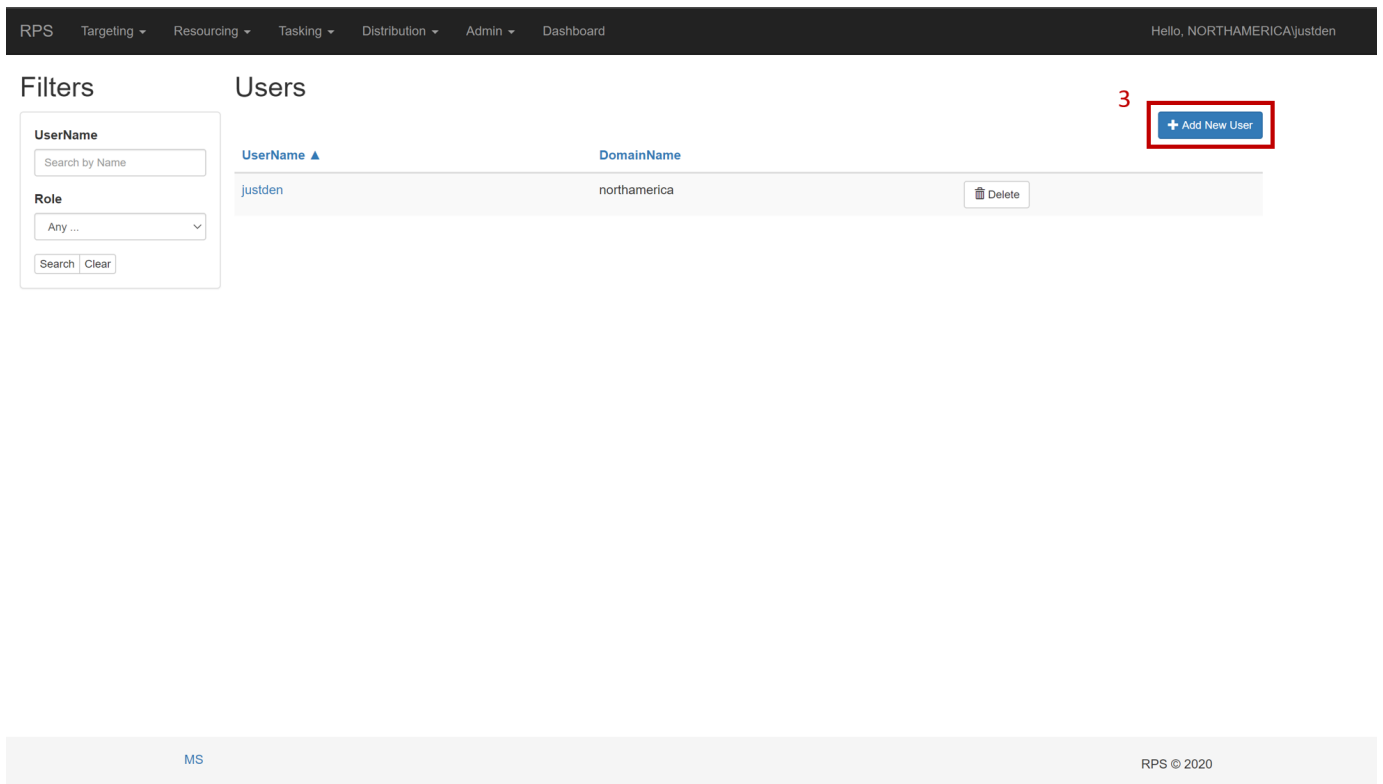 RPS Targeting Resourcing Tasking Distribution Admin Dashboard Hello, NORTHAMERICA\justden
Filters
UserName
Search by Name
Role
Any ...
Search Clear
Users
3
+ Add New User
UserName ▲ DomainName
justden northamerica Delete
MS RPS © 2020